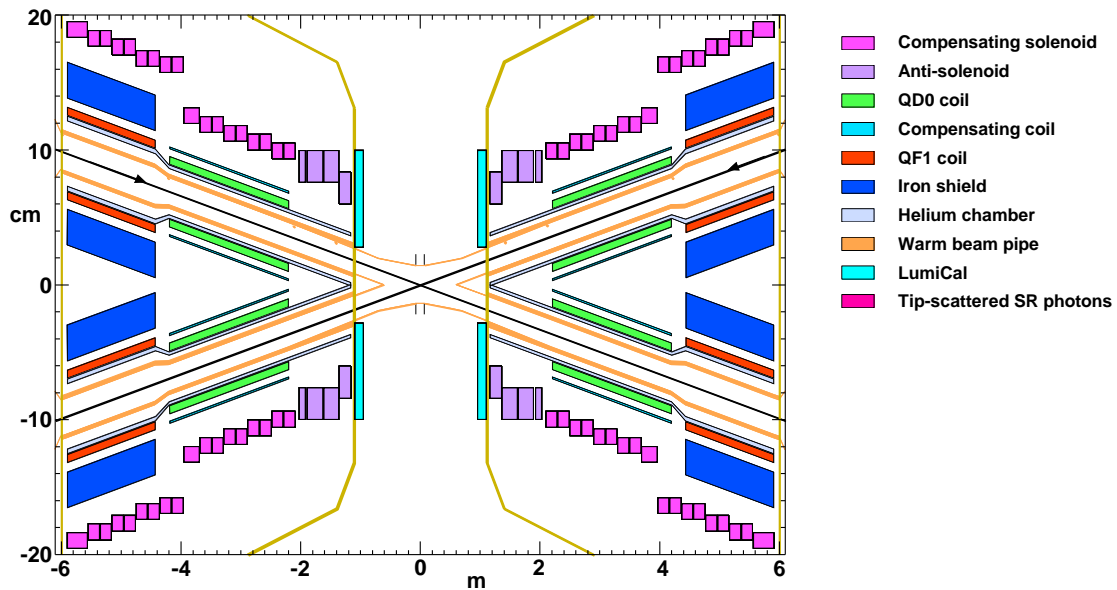 20
10
cm
0
-10
-20
-6
-4
-2
0
2
4
6
m
Compensating solenoid
Anti-solenoid
QD0 coil
Compensating coil
QF1 coil
Iron shield
Helium chamber
Warm beam pipe
LumiCal
Tip-scattered SR photons